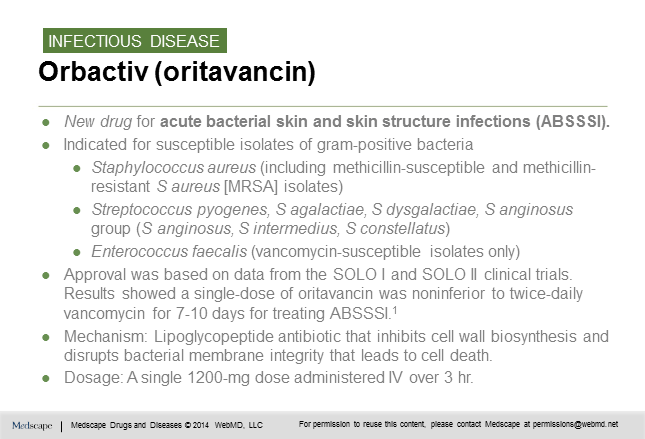 INFECTIOUS DISEASE
Orbactiv (oritavancin)
● New drug for acute bacterial skin and skin structure infections (ABSSSI).
● Indicated for susceptible isolates of gram-positive bacteria
● Staphylococcus aureus (including methicillin-susceptible and methicillin-
resistant S aureus [MRSA] isolates)
● Streptococcus pyogenes, S agalactiae, S dysgalactiae, S anginosus
group (S anginosus, S intermedius, S constellatus)
● Enterococcus faecalis (vancomycin-susceptible isolates only)
● Approval was based on data from the SOLO I and SOLO II clinical trials.
Results showed a single-dose of oritavancin was noninferior to twice-daily
vancomycin for 7-10 days for treating ABSSSI.¹
● Mechanism: Lipoglycopeptide antibiotic that inhibits cell wall biosynthesis and
disrupts bacterial membrane integrity that leads to cell death.
● Dosage: A single 1200-mg dose administered IV over 3 hr.
Medscape | Medscape Drugs and Diseases © 2014 WebMD, LLC For permission to reuse this content, please contact Medscape at permissions@webmd.net